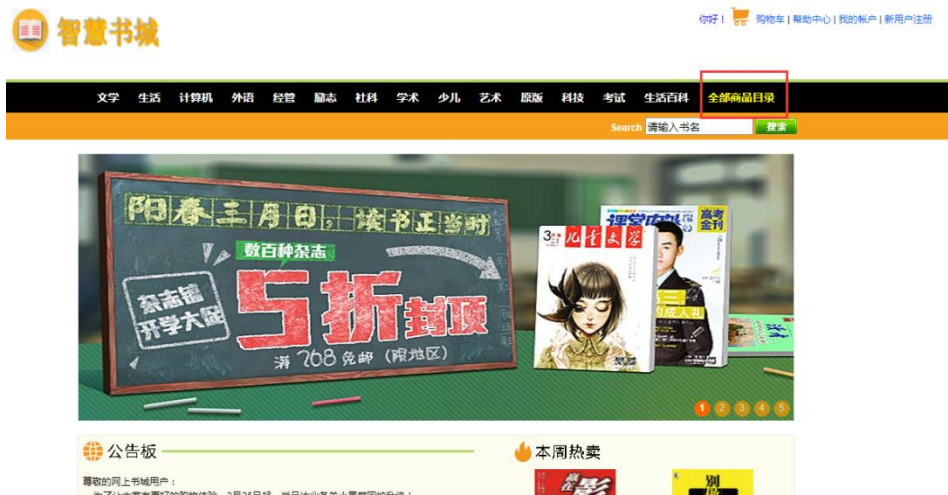 智慧书城
你好！ 购物车 | 帮助中心 | 我的帐户 | 新用户注册
文学 生活 计算机 外语 经管 励志 社科 学术 少儿 艺术 原版 科技 考试 生活百科 全部商品目录
Search 请输入书名 搜索
阳春三月日，读书正当时
数百种杂志
杂志铺
开学大促
5折封顶
满268免邮（限地区）
3
儿童文学
课堂内外
高考
金刊
成人礼
1 2 3 4 5
公告板
本周热卖
尊敬的网上书城用户：